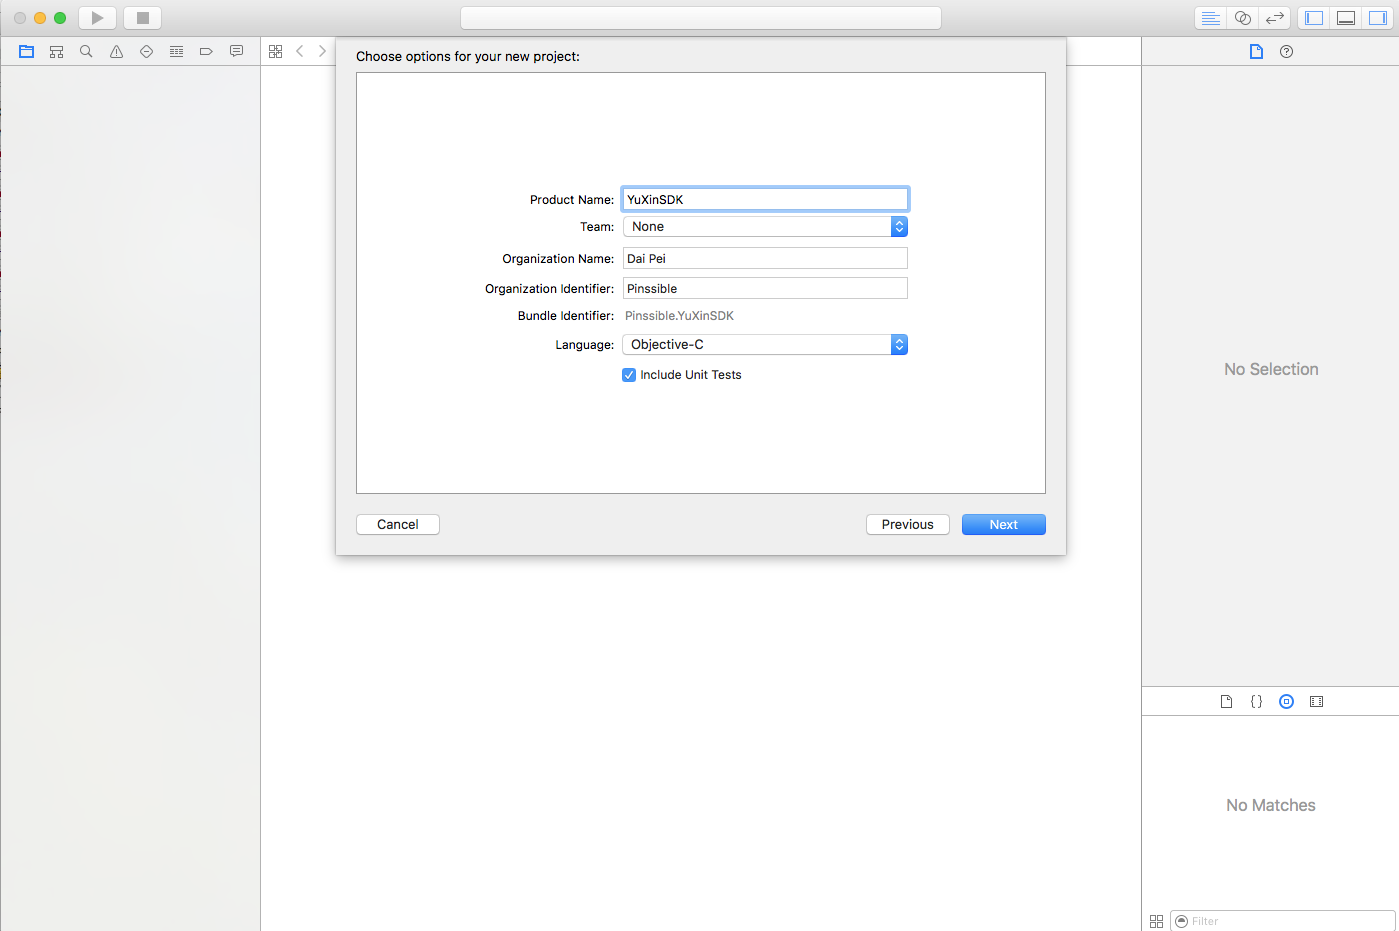 Choose options for your new project:
Product Name: YuXinSDK
Team: None
Organization Name: Dai Pei
Organization Identifier: Pinssible
Bundle Identifier: Pinssible.YuXinSDK
Language: Objective-C
Include Unit Tests
Cancel
Previous
Next
No Selection
No Matches
Filter